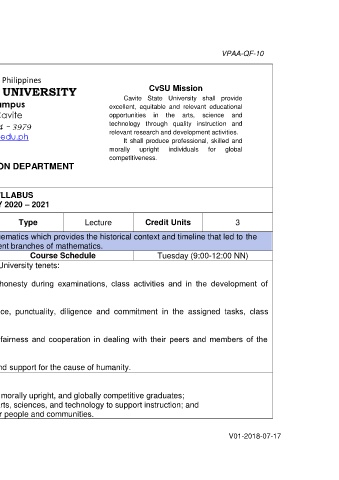 VPAA-QF-10
Philippines
UNIVERSITY
mpus
Cavite
- 3979
edu.ph
ON DEPARTMENT
CvSU Mission
Cavite State University shall provide
excellent, equitable and relevant educational
opportunities in the arts, science and
technology through quality instruction and
relevant research and development activities.
It shall produce professional, skilled and
morally upright individuals for global
competitiveness.
YLLABUS
Y 2020 – 2021
Type Lecture Credit Units 3
ematics which provides the historical context and timeline that led to the
ent branches of mathematics.
Course Schedule Tuesday (9:00-12:00 NN)
University tenets:
honesty during examinations, class activities and in the development of
ce, punctuality, diligence and commitment in the assigned tasks, class
fairness and cooperation in dealing with their peers and members of the
nd support for the cause of humanity.
morally upright, and globally competitive graduates;
rts, sciences, and technology to support instruction; and
r people and communities.
V01-2018-07-17